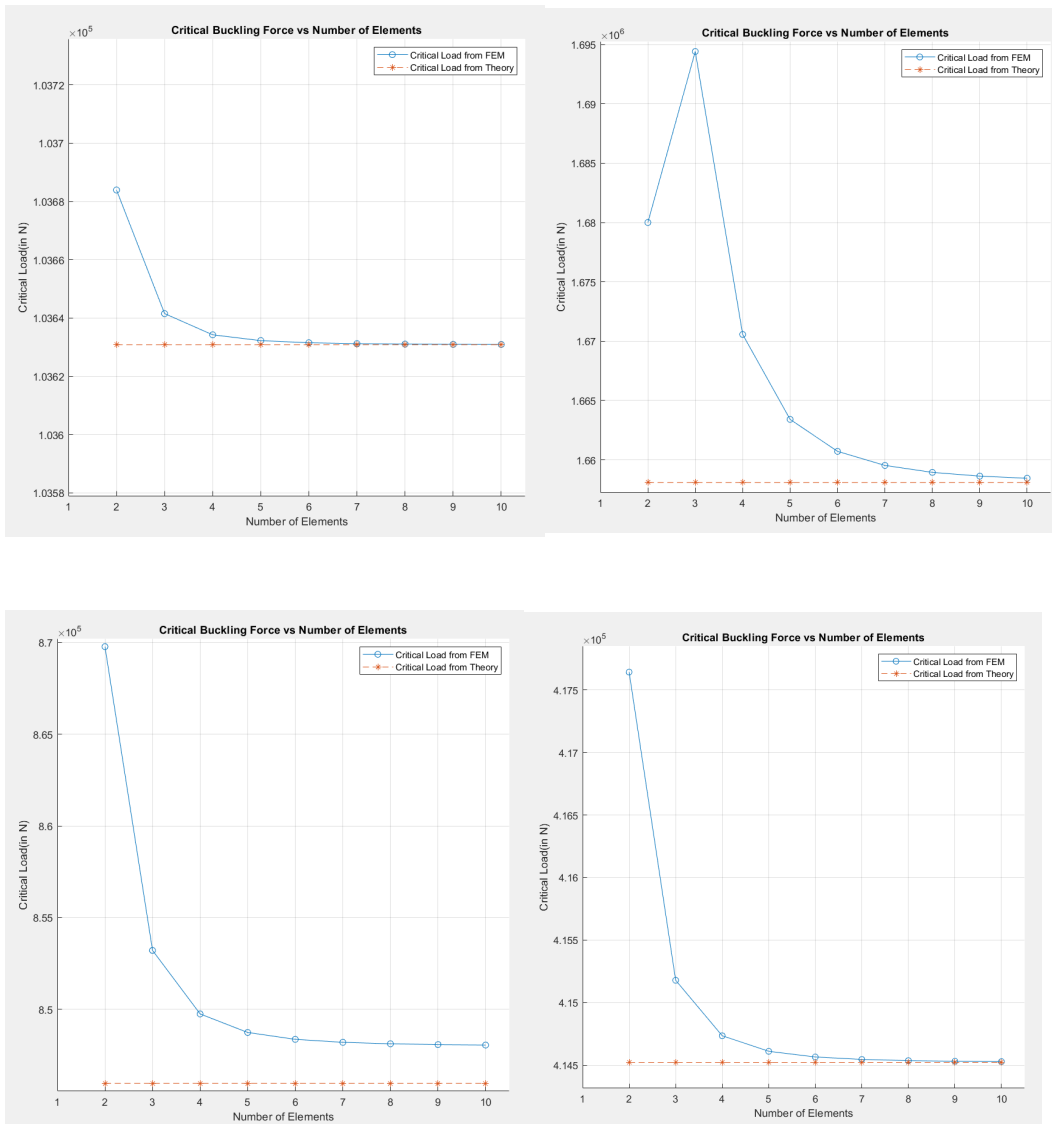 ×10⁵
Critical Buckling Force vs Number of Elements
Critical Load from FEM
Critical Load from Theory
1.0372
1.037
1.0368
1.0366
1.0364
1.0362
1.036
1.0358
Critical Load(in N)
1 2 3 4 5 6 7 8 9 10
Number of Elements
×10⁶
Critical Buckling Force vs Number of Elements
Critical Load from FEM
Critical Load from Theory
1.695
1.69
1.685
1.68
1.675
1.67
1.665
1.66
Critical Load(in N)
1 2 3 4 5 6 7 8 9 10
Number of Elements
×10⁵
Critical Buckling Force vs Number of Elements
Critical Load from FEM
Critical Load from Theory
8.7
8.65
8.6
8.55
8.5
Critical Load(in N)
1 2 3 4 5 6 7 8 9 10
Number of Elements
×10⁵
Critical Buckling Force vs Number of Elements
Critical Load from FEM
Critical Load from Theory
4.175
4.17
4.165
4.16
4.155
4.15
4.145
Critical Load(in N)
1 2 3 4 5 6 7 8 9 10
Number of Elements